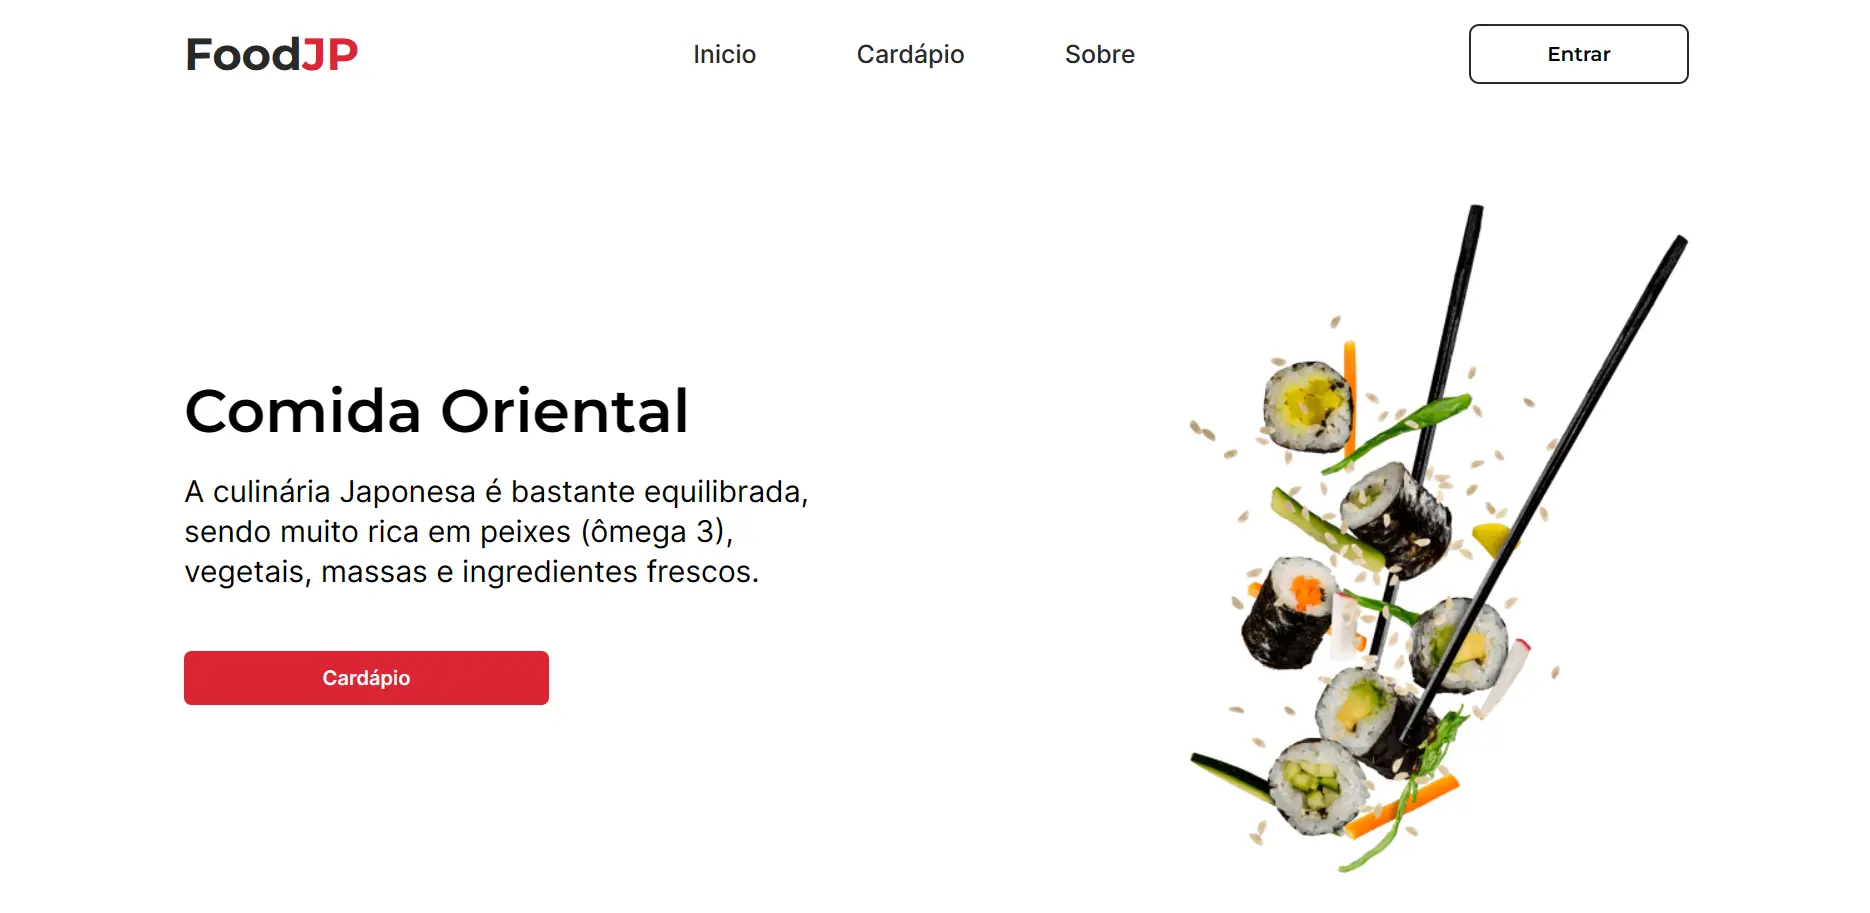 FoodJP
Inicio
Cardápio
Sobre
Entrar
Comida Oriental
A culinária Japonesa é bastante equilibrada,
sendo muito rica em peixes (ômega 3),
vegetais, massas e ingredientes frescos.
Cardápio